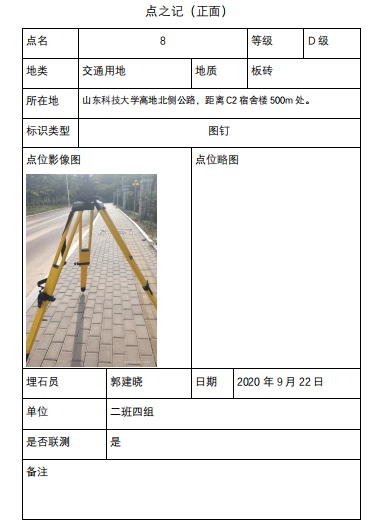 点之记（正面）
点名 8 等级 D 级
地类 交通用地 地质 板砖
所在地 山东科技大学高地北侧公路，距离 C2 宿舍楼 500m 处。
标识类型 图钉
点位影像图 点位略图
埋石员 郭建晓 日期 2020 年 9 月 22 日
单位 二班四组
是否联测 是
备注